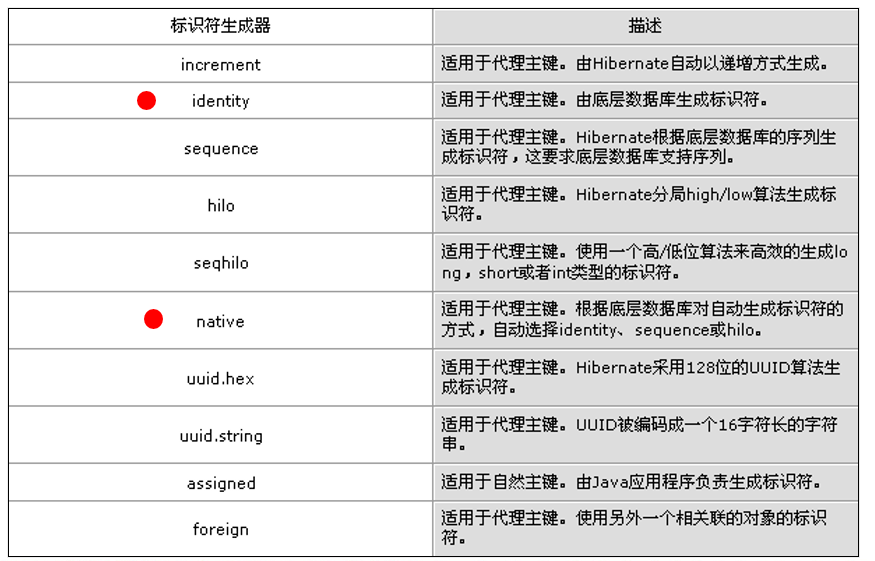 标识符生成器
描述
increment
适用于代理主键。由Hibernate自动以递增方式生成。
identity
适用于代理主键。由底层数据库生成标识符。
sequence
适用于代理主键。Hibernate根据底层数据库的序列生
成标识符，这要求底层数据库支持序列。
hilo
适用于代理主键。Hibernate分局high/low算法生成标
识符。
seqhilo
适用于代理主键。使用一个高/低位算法来高效的生成lo
ng，short或者int类型的标识符。
native
适用于代理主键。根据底层数据库对自动生成标识符的
方式，自动选择identity、sequence或hilo。
uuid.hex
适用于代理主键。Hibernate采用128位的UUID算法生
成标识符。
uuid.string
适用于代理主键。UUID被编码成一个16字符长的字符
串。
assigned
适用于自然主键。由Java应用程序负责生成标识符。
foreign
适用于代理主键。使用另外一个相关联的对象的标识
符。